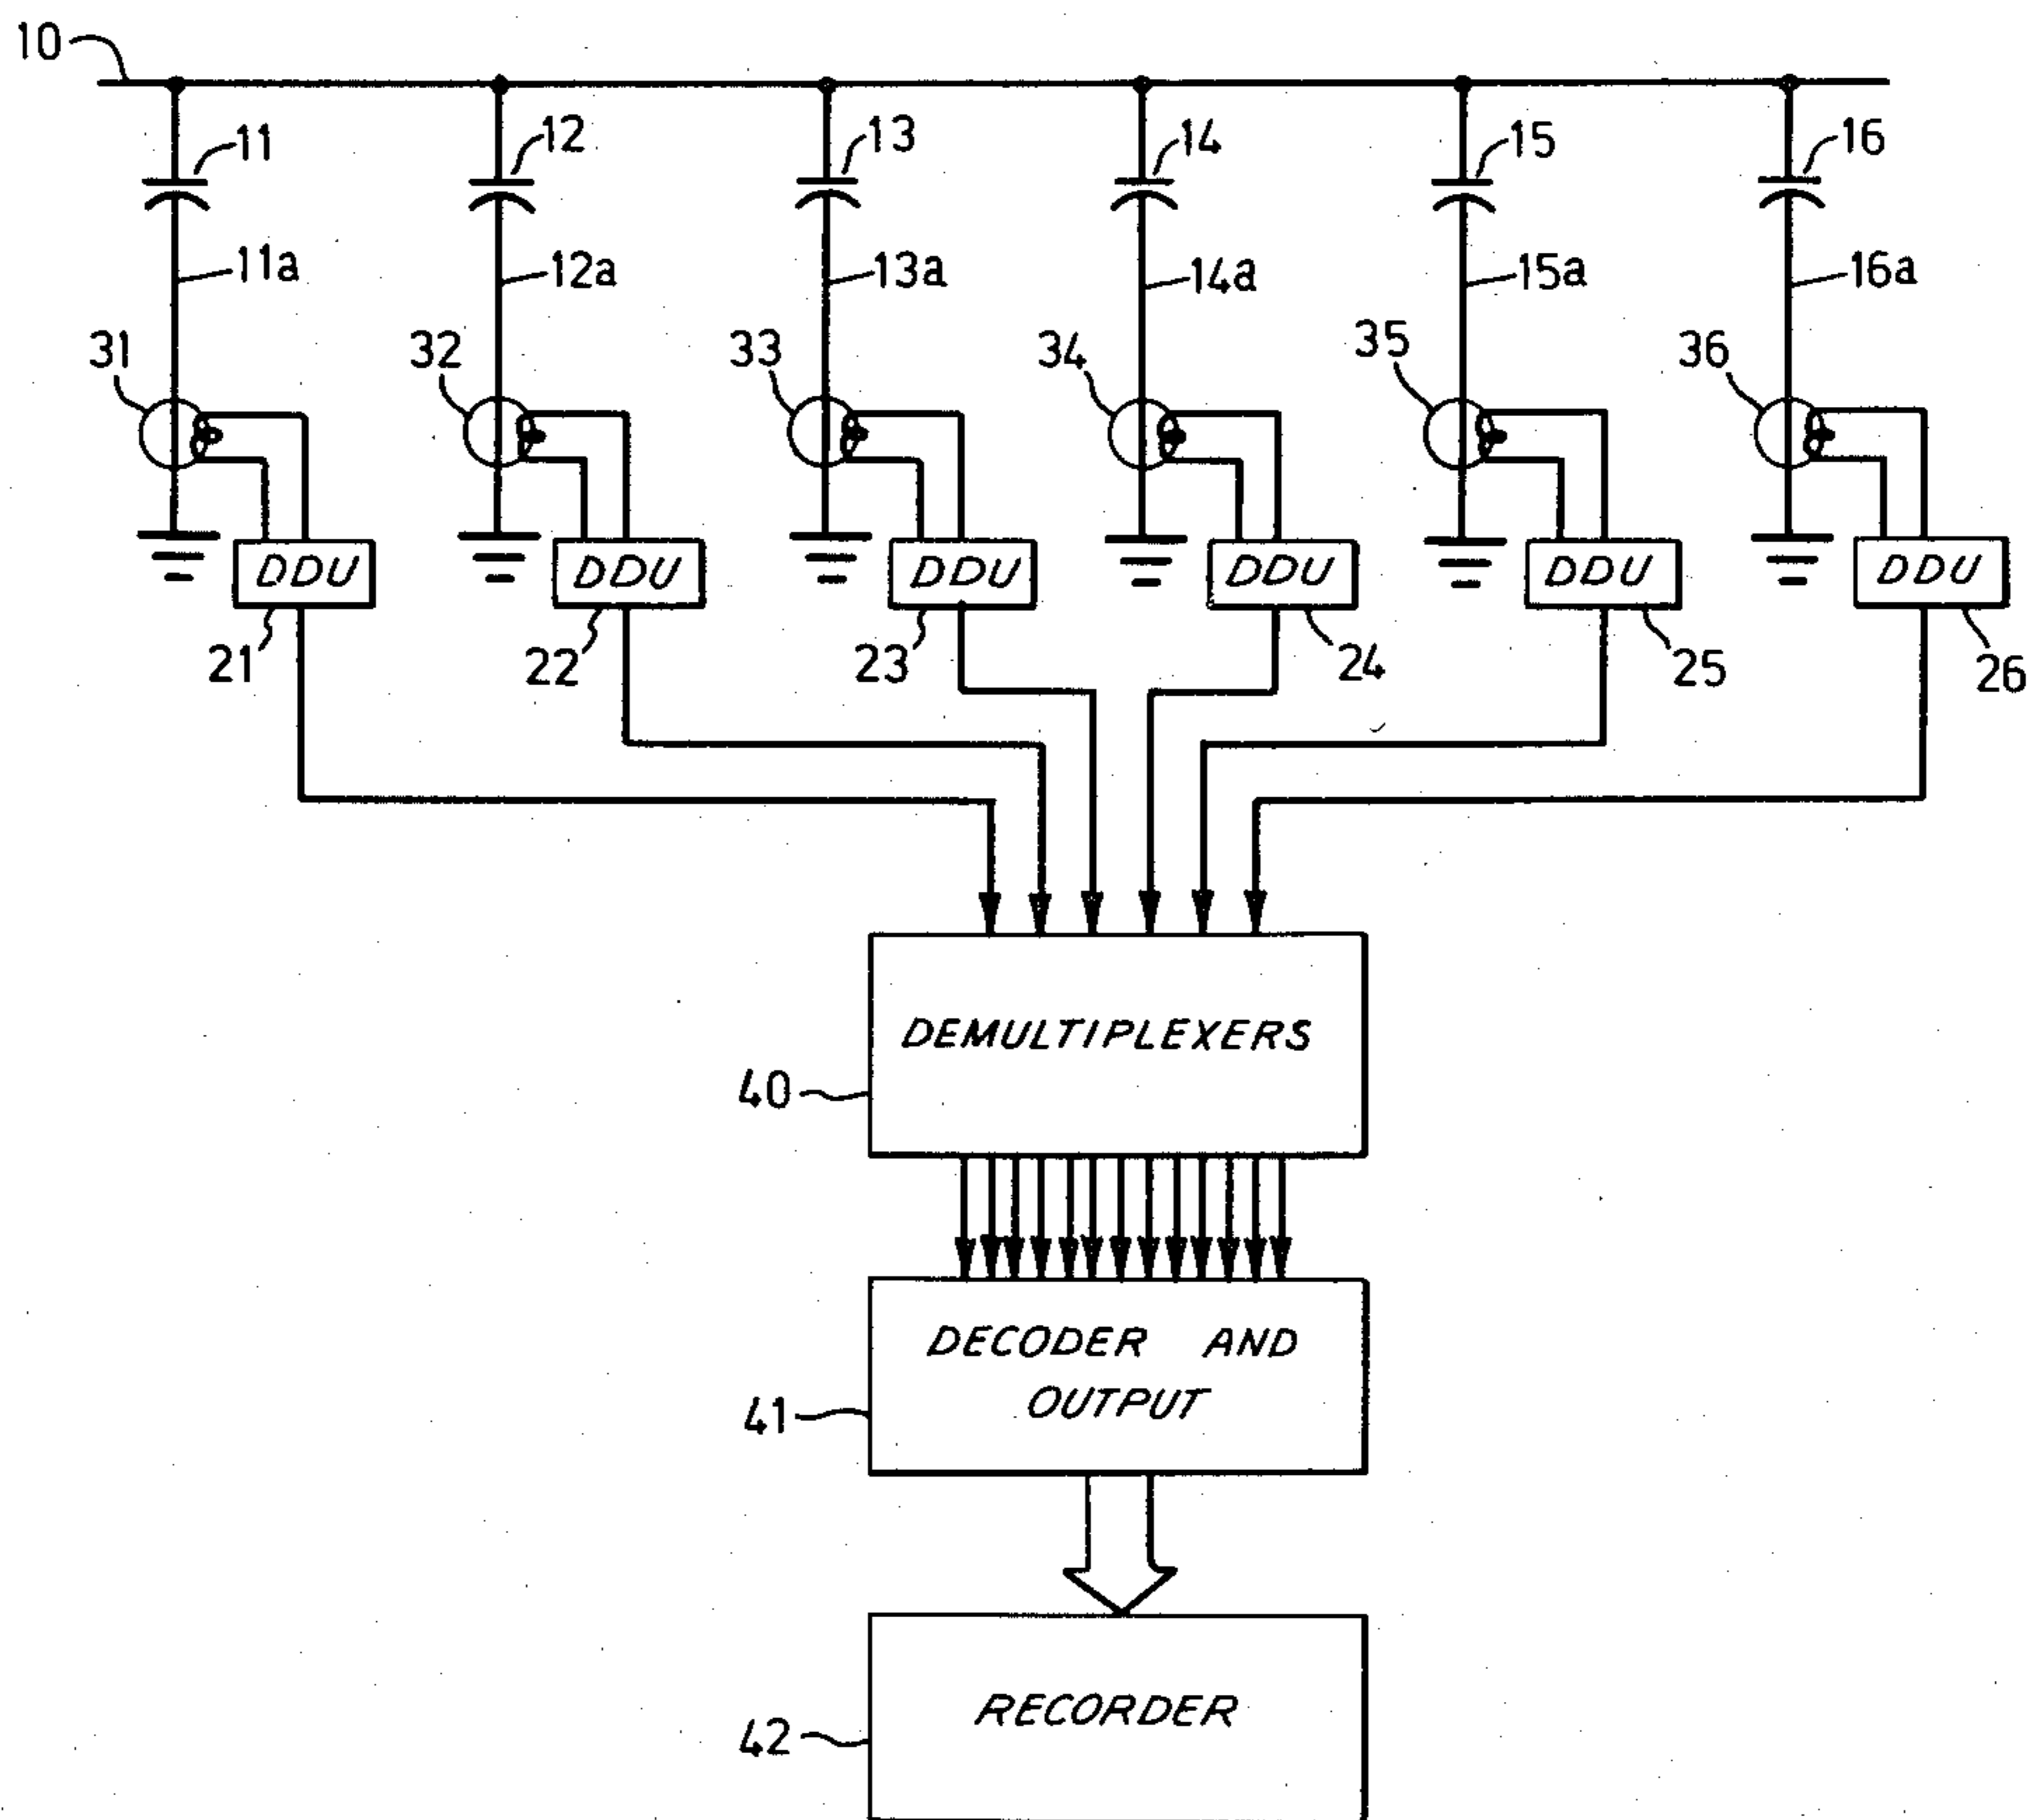 10
11 12 13 14 15 16
11a 12a 13a 14a 15a 16a
31 32 33 34 35 36
DDU DDU DDU DDU DDU DDU
21 22 23 24 25 26
DEMULTIPLEXERS
40
DECODER AND
OUTPUT
41
RECORDER
42